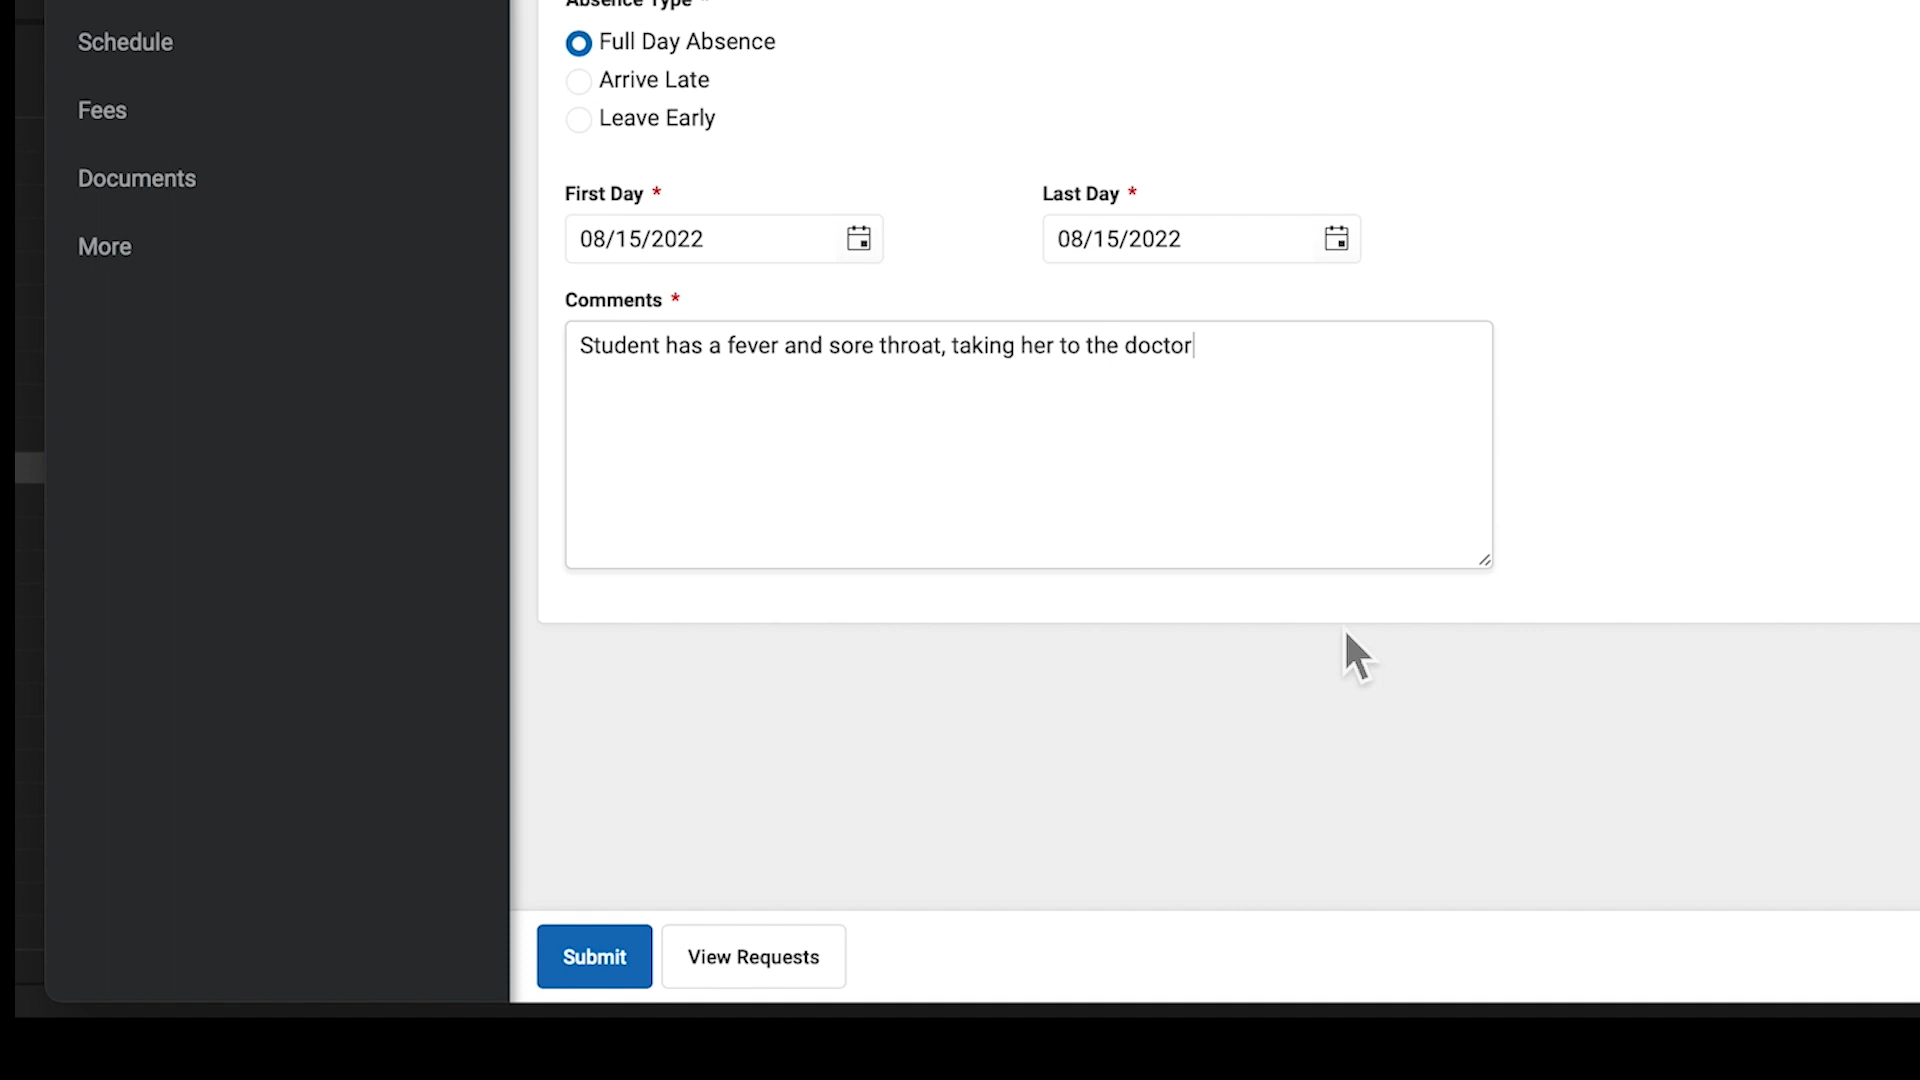 Schedule
Fees
Documents
More
Absence Type *
Full Day Absence
Arrive Late
Leave Early
First Day *
Last Day *
08/15/2022
08/15/2022
Comments *
Student has a fever and sore throat, taking her to the doctor
Submit
View Requests